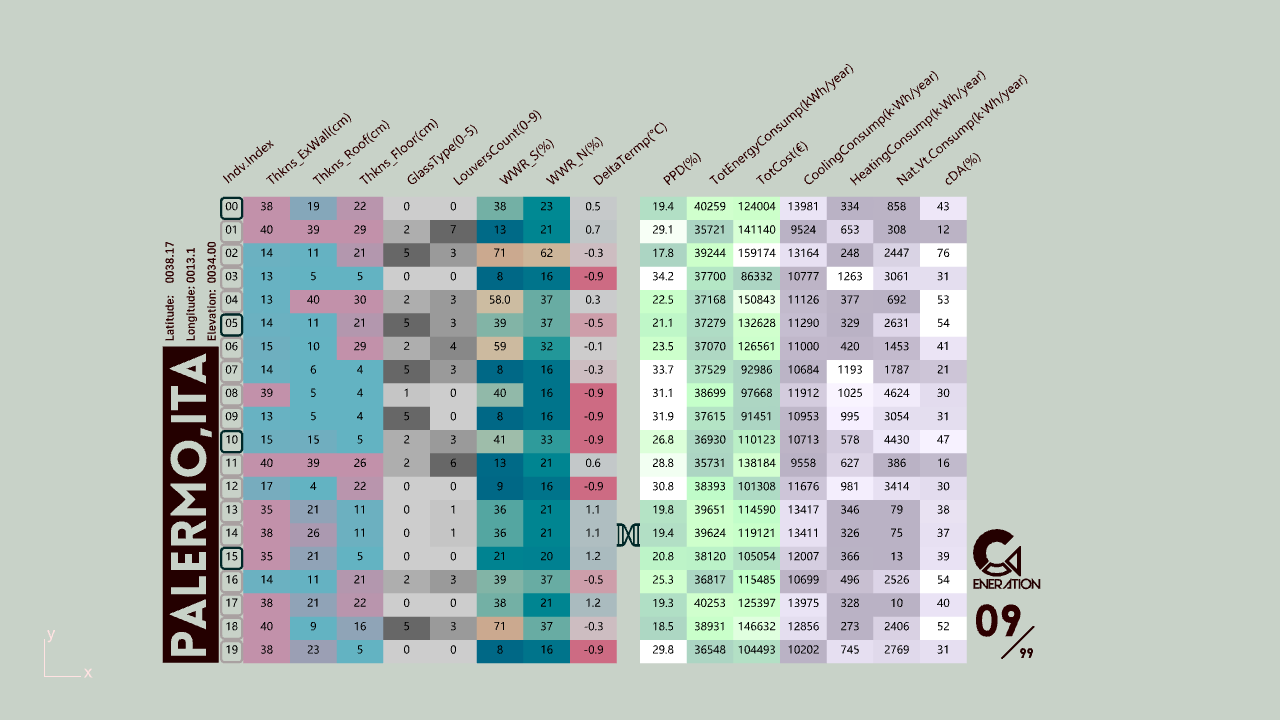 Indv.Index Thkns_ExWall(cm) Thkns_Roof(cm) Thkns_Floor(cm) GlassType(0-5) LouversCount(0-9) WWR_S(%) WWR_N(%) DeltaTermp(°C) PPD(%) TotEnergyConsump(kWh/year) TotCost(€) CoolingConsump(k·Wh/year) HeatingConsump(k·Wh/year) Nat.Vt.Consump(k·Wh/year) cDA(%)
00 38 19 22 0 0 38 23 0.5 19.4 40259 124004 13981 334 858 43
01 40 39 29 2 7 13 21 0.7 29.1 35721 141140 9524 653 308 12
02 14 11 21 5 3 71 62 -0.3 17.8 39244 159174 13164 248 2447 76
03 13 5 5 0 0 8 16 -0.9 34.2 37700 86332 10777 1263 3061 31
04 13 40 30 2 3 58.0 37 0.3 22.5 37168 150843 11126 377 692 53
05 14 11 21 5 3 39 37 -0.5 21.1 37279 132628 11290 329 2631 54
06 15 10 29 2 4 59 32 -0.1 23.5 37070 126561 11000 420 1453 41
07 14 6 4 5 3 8 16 -0.3 33.7 37529 92986 10684 1193 1787 21
08 39 5 4 1 0 40 16 -0.9 31.1 38699 97668 11912 1025 4624 30
09 13 5 4 5 0 8 16 -0.9 31.9 37615 91451 10953 995 3054 31
10 15 15 5 2 3 41 33 -0.9 26.8 36930 110123 10713 578 4430 47
11 40 39 26 2 6 13 21 0.6 28.8 35731 138184 9558 627 386 16
12 17 4 22 0 0 9 16 -0.9 30.8 38393 101308 11676 981 3414 30
13 35 21 11 0 1 36 21 1.1 19.8 39651 114590 13417 346 79 38
14 38 26 11 0 1 36 21 1.1 19.4 39624 119121 13411 326 75 37
15 35 21 5 0 0 21 20 1.2 20.8 38120 105054 12007 366 13 39
16 14 11 21 2 3 39 37 -0.5 25.3 36817 115485 10699 496 2526 54
17 38 21 22 0 0 38 21 1.2 19.3 40253 125397 13975 328 10 40
18 40 9 16 5 3 71 37 -0.3 18.5 38931 146632 12856 273 2406 52
19 38 23 5 0 0 8 16 -0.9 29.8 36548 104493 10202 745 2769 31
Latitude: 0038.17
Longitude: 0013.1
Elevation: 0034.00
PALERMO,ITA
ENERATION
09/99
y
x